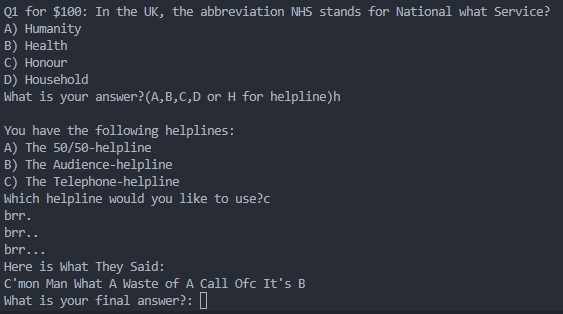 Q1 for $100: In the UK, the abbreviation NHS stands for National what Service?
A) Humanity
B) Health
C) Honour
D) Household
What is your answer?(A,B,C,D or H for helpline)h
You have the following helplines:
A) The 50/50-helpline
B) The Audience-helpline
C) The Telephone-helpline
Which helpline would you like to use?c
brr.
brr..
brr...
Here is What They Said:
C'mon Man What A Waste of A Call Ofc It's B
What is your final answer?: